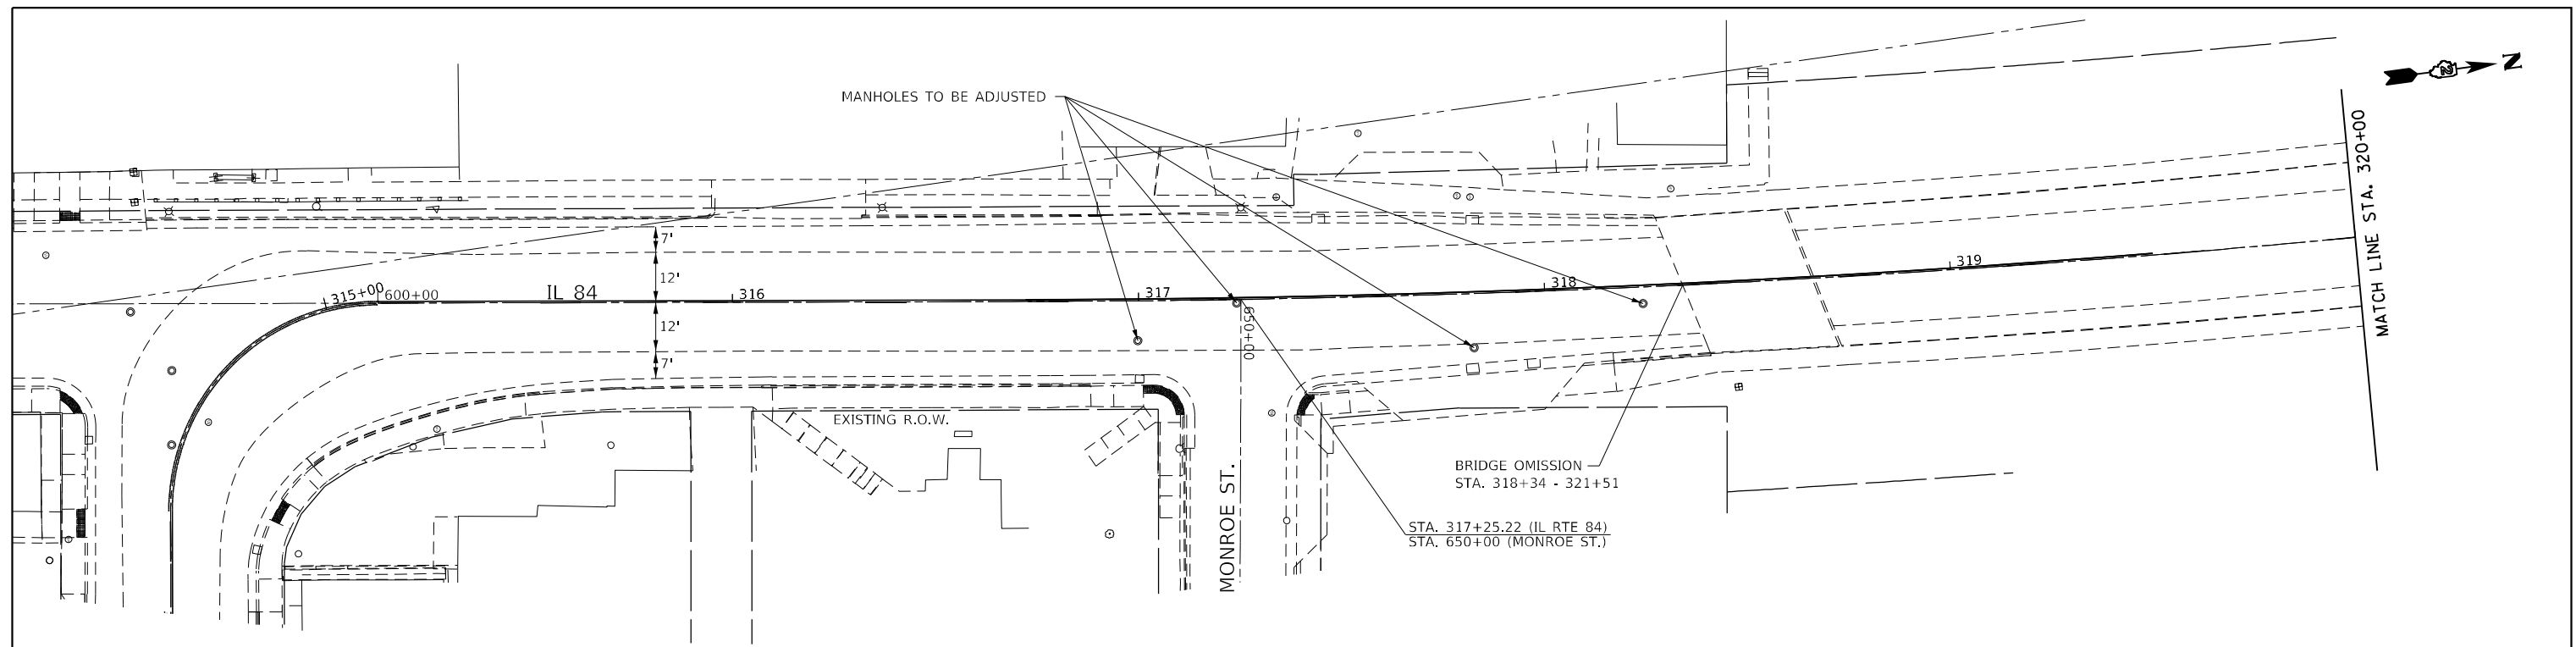 MANHOLES TO BE ADJUSTED
N
MATCH LINE STA. 320+00
7'
12'
12'
7'
315+00
600+00
IL 84
316
317
318
319
650+00
EXISTING R.O.W.
MONROE ST.
BRIDGE OMISSION
STA. 318+34 - 321+51
STA. 317+25.22 (IL RTE 84)
STA. 650+00 (MONROE ST.)